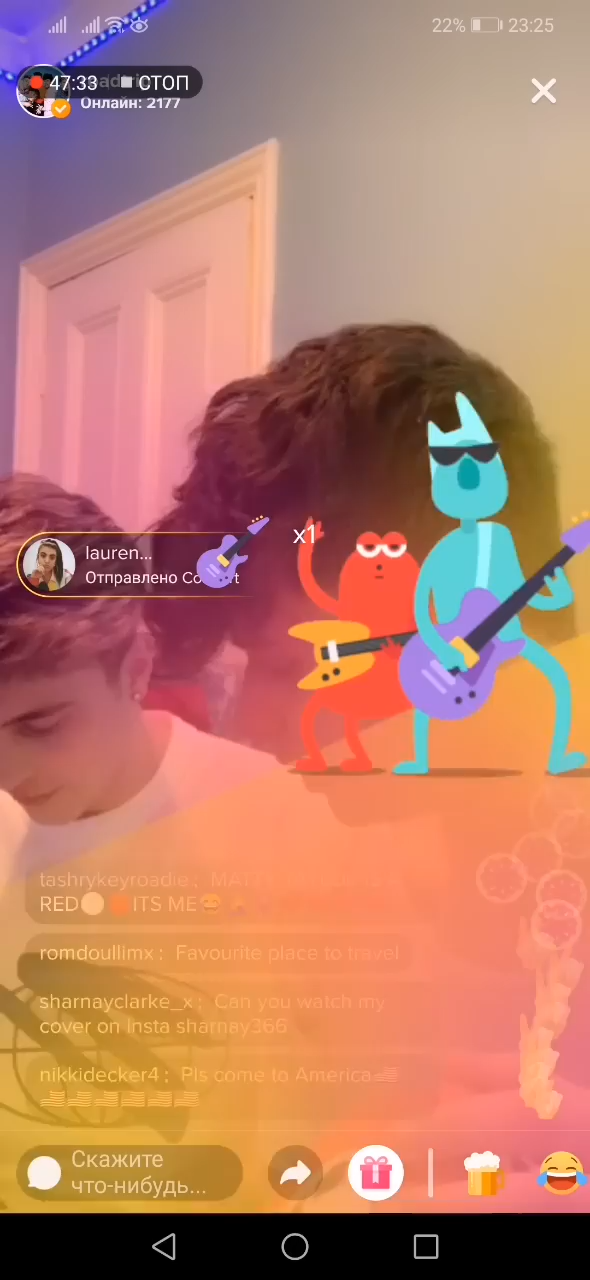 22% 23:25
47:33 СТОП
Онлайн: 2177
x1
lauren...
Отправлено Co
tashrykeyroadie :
RED ITS ME😄
romdoullimx : Favourite place to travel
sharnayclarke_x : Can you watch my
cover on insta sharnay366
nikkidecker4 : Pls come to America🇺🇸
🇺🇸🇺🇸🇺🇸🇺🇸🇺🇸🇺🇸
Скажите
что-нибудь...